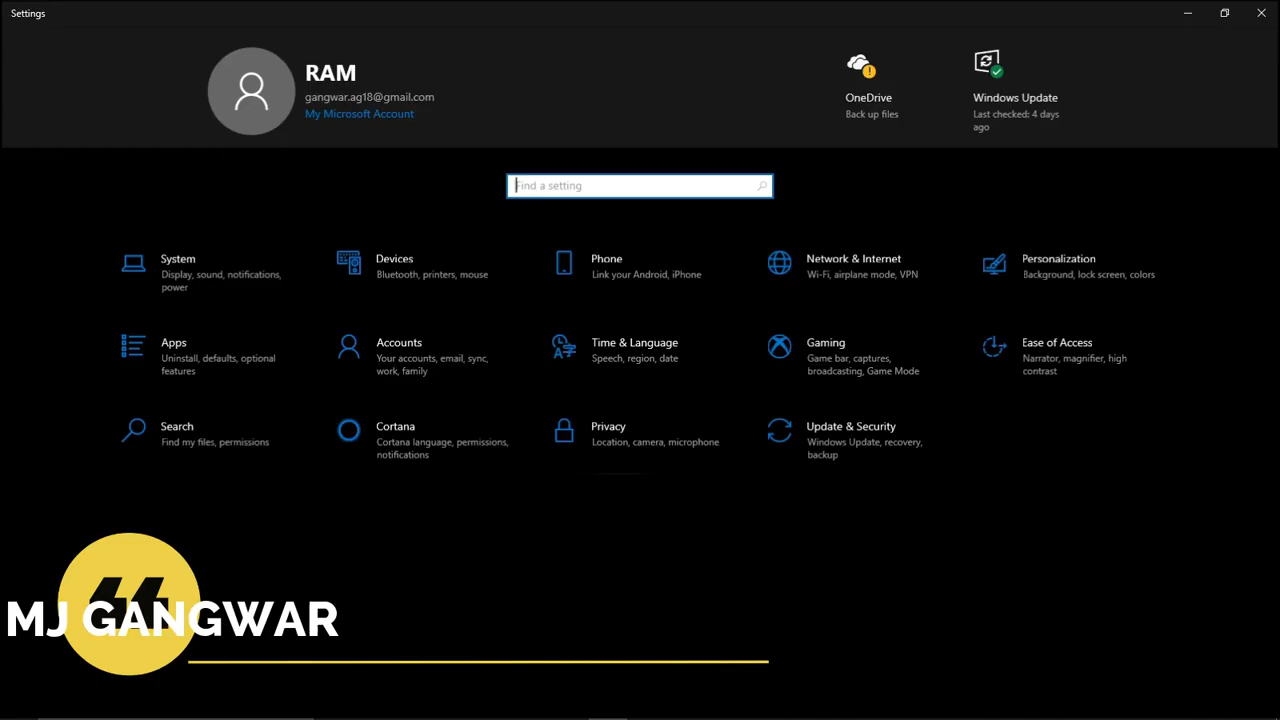 Settings
RAM
gangwar.ag18@gmail.com
My Microsoft Account
OneDrive
Back up files
Windows Update
Last checked: 4 days
ago
Find a setting
System
Display, sound, notifications,
power
Devices
Bluetooth, printers, mouse
Phone
Link your Android, iPhone
Network & Internet
Wi-Fi, airplane mode, VPN
Personalization
Background, lock screen, colors
Apps
Uninstall, defaults, optional
features
Accounts
Your accounts, email, sync,
work, family
Time & Language
Speech, region, date
Gaming
Game bar, captures,
broadcasting, Game Mode
Ease of Access
Narrator, magnifier, high
contrast
Search
Find my files, permissions
Cortana
Cortana language, permissions,
notifications
Privacy
Location, camera, microphone
Update & Security
Windows Update, recovery,
backup
MJ GANGWAR